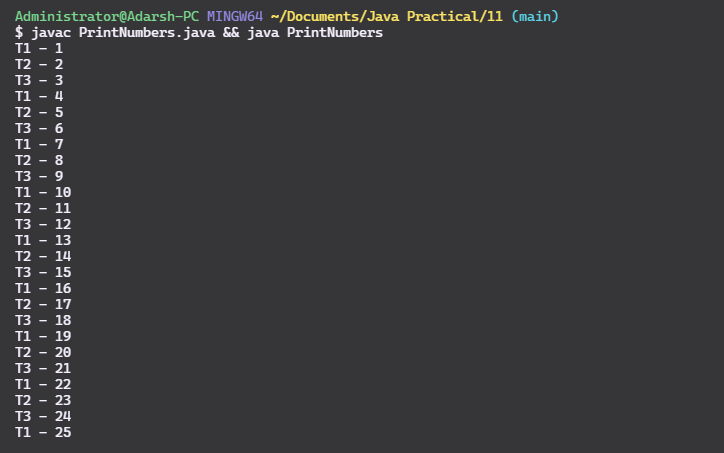 Administrator@Adarsh-PC MINGW64 ~/Documents/Java Practical/11 (main)
$ javac PrintNumbers.java && java PrintNumbers
T1 - 1
T2 - 2
T3 - 3
T1 - 4
T2 - 5
T3 - 6
T1 - 7
T2 - 8
T3 - 9
T1 - 10
T2 - 11
T3 - 12
T1 - 13
T2 - 14
T3 - 15
T1 - 16
T2 - 17
T3 - 18
T1 - 19
T2 - 20
T3 - 21
T1 - 22
T2 - 23
T3 - 24
T1 - 25